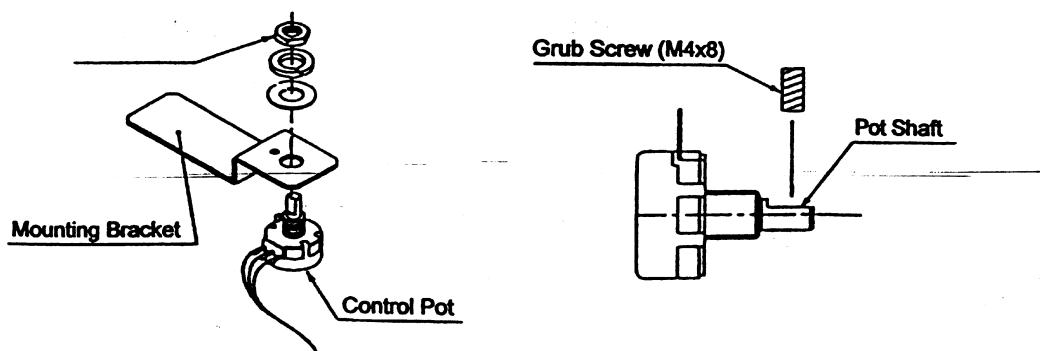 Grub Screw (M4x8)
Pot Shaft
Mounting Bracket
Control Pot